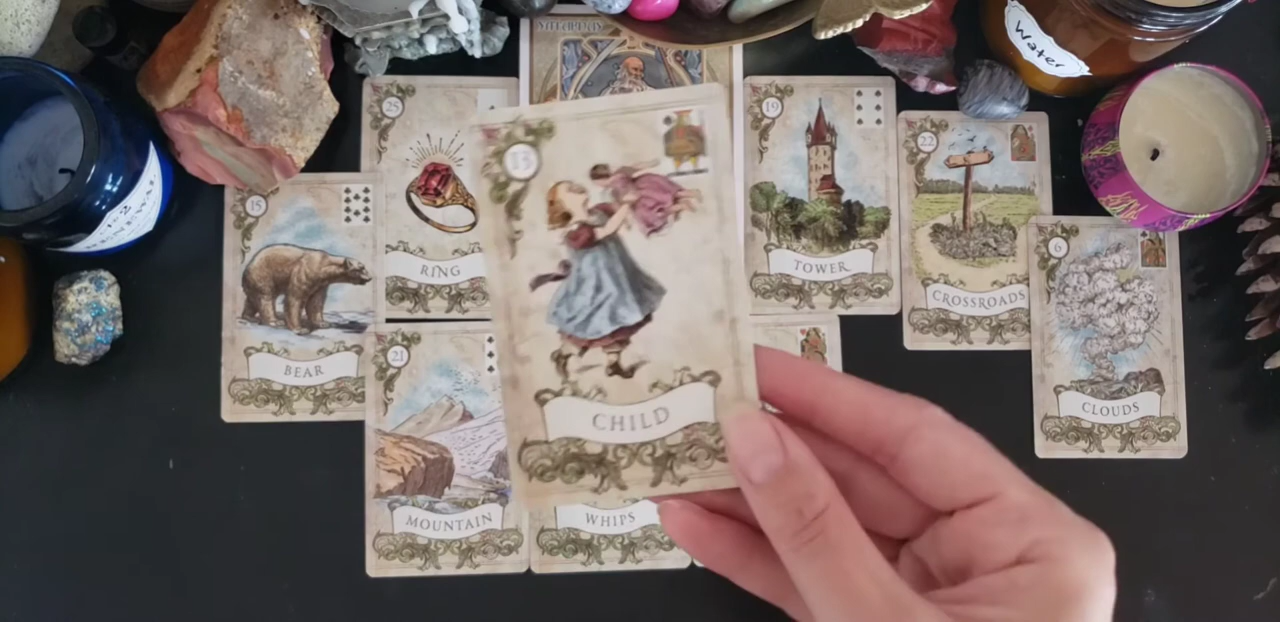 Water
25
19
22
13
15
6
RING
TOWER
CROSSROADS
BEAR
21
CHILD
CLOUDS
MOUNTAIN
WHIPS